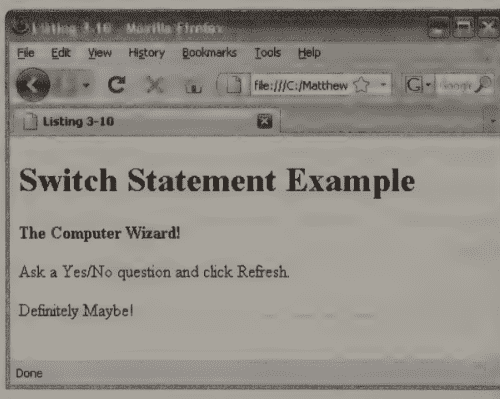 Listing 3-10 - Mozilla Firefox
File Edit View History Bookmarks Tools Help
file:///C:/Matthew
G Google
Listing 3-10
Switch Statement Example
The Computer Wizard!
Ask a Yes/No question and click Refresh.
Definitely Maybe!
Done